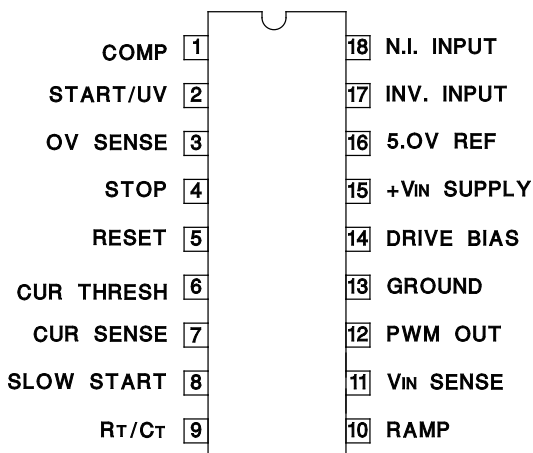 COMP 1
START/UV 2
OV SENSE 3
STOP 4
RESET 5
CUR THRESH 6
CUR SENSE 7
SLOW START 8
RT/CT 9
18 N.I. INPUT
17 INV. INPUT
16 5.0V REF
15 +VIN SUPPLY
14 DRIVE BIAS
13 GROUND
12 PWM OUT
11 VIN SENSE
10 RAMP